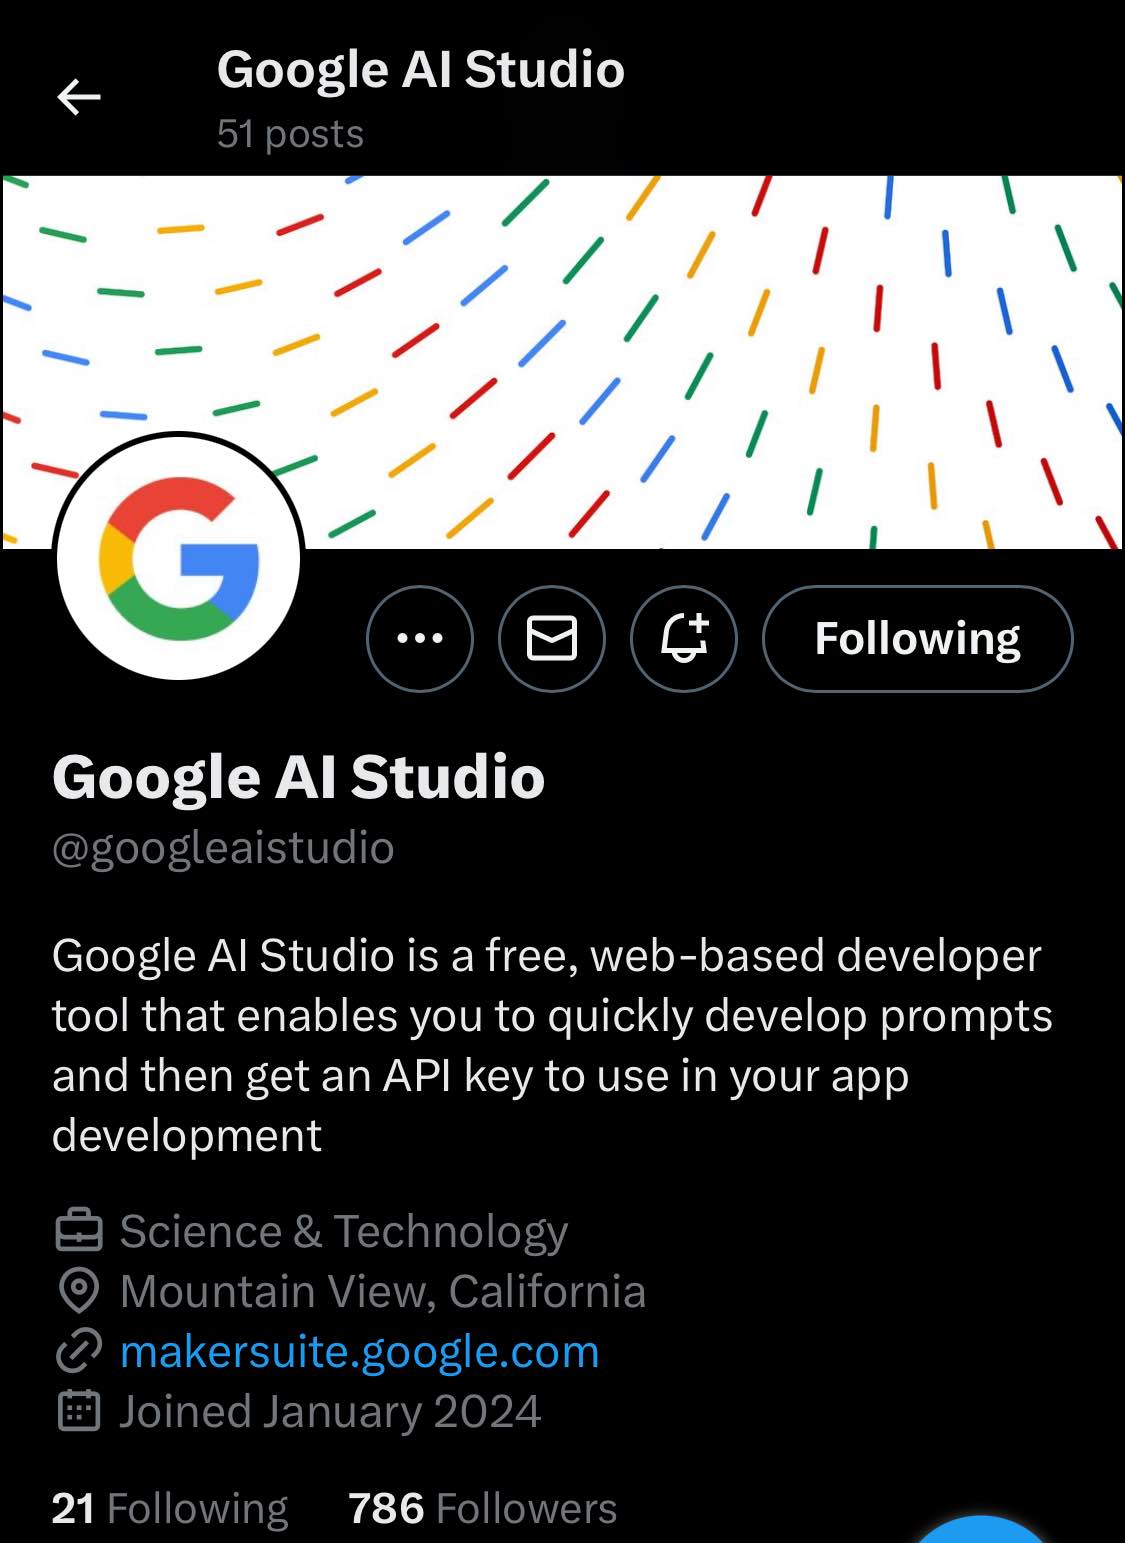 Google AI Studio
51 posts
Following
Google AI Studio
@googleaistudio
Google AI Studio is a free, web-based developer
tool that enables you to quickly develop prompts
and then get an API key to use in your app
development
Science & Technology
Mountain View, California
makersuite.google.com
Joined January 2024
21 Following 786 Followers